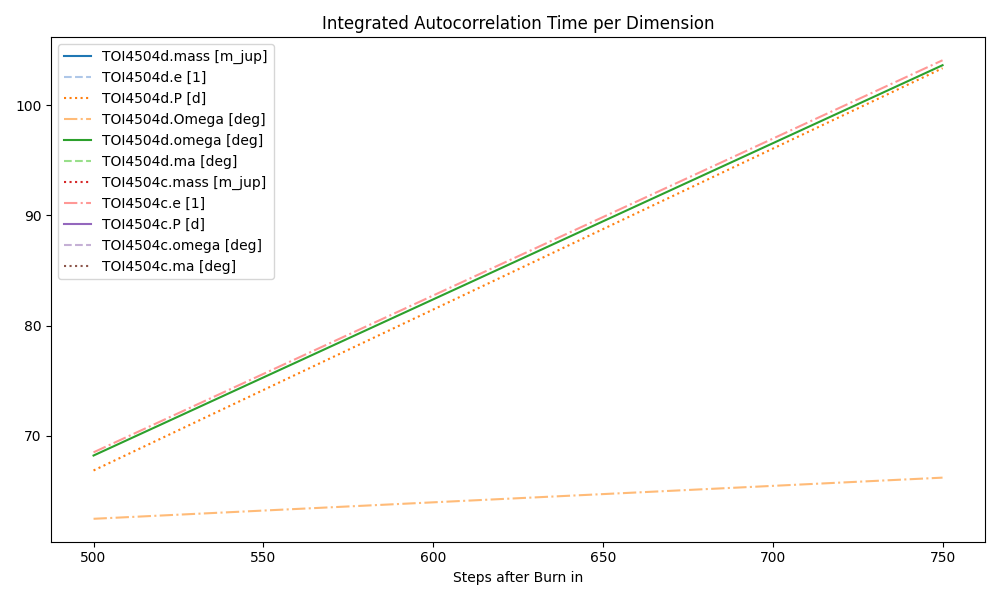 Integrated Autocorrelation Time per Dimension
TOI4504d.mass [m_jup]
TOI4504d.e [1]
TOI4504d.P [d]
TOI4504d.Omega [deg]
TOI4504d.omega [deg]
TOI4504d.ma [deg]
TOI4504c.mass [m_jup]
TOI4504c.e [1]
TOI4504c.P [d]
TOI4504c.omega [deg]
TOI4504c.ma [deg]
100
90
80
70
500 550 600 650 700 750
Steps after Burn in